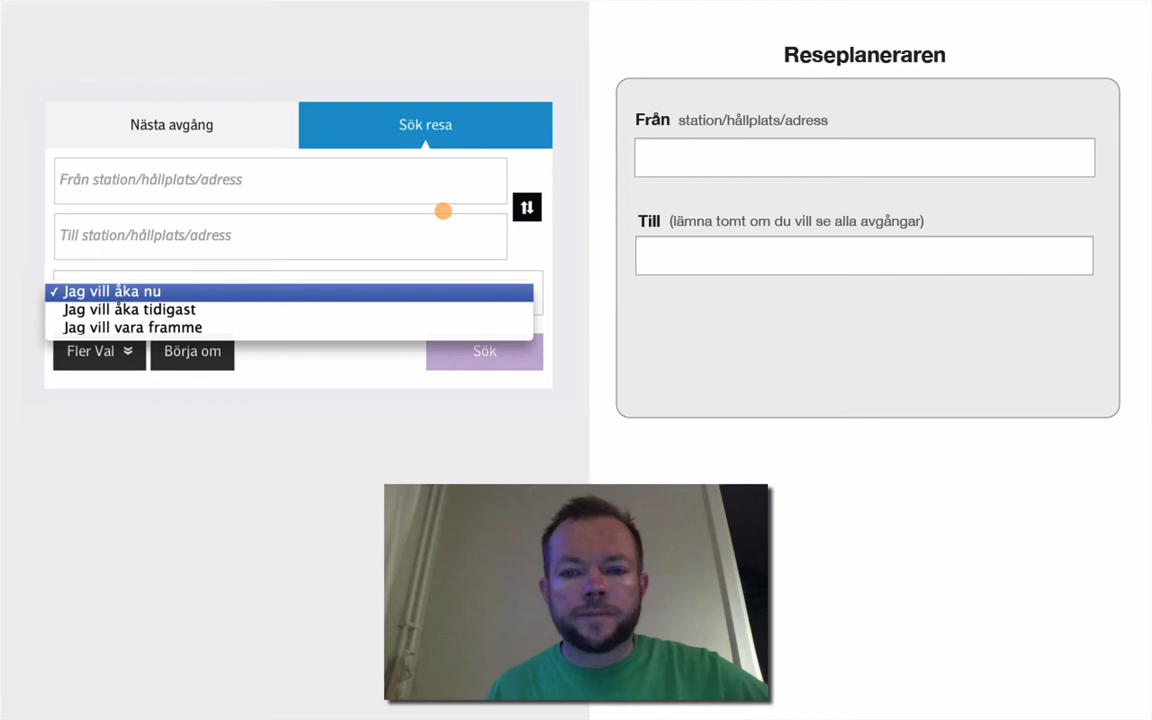 Nästa avgång
Sök resa
Från station/hållplats/adress
Till station/hållplats/adress
✓ Jag vill åka nu
Jag vill åka tidigast
Jag vill vara framme
Fler Val
Börja om
Sök
Reseplaneraren
Från station/hållplats/adress
Till (lämna tomt om du vill se alla avgångar)